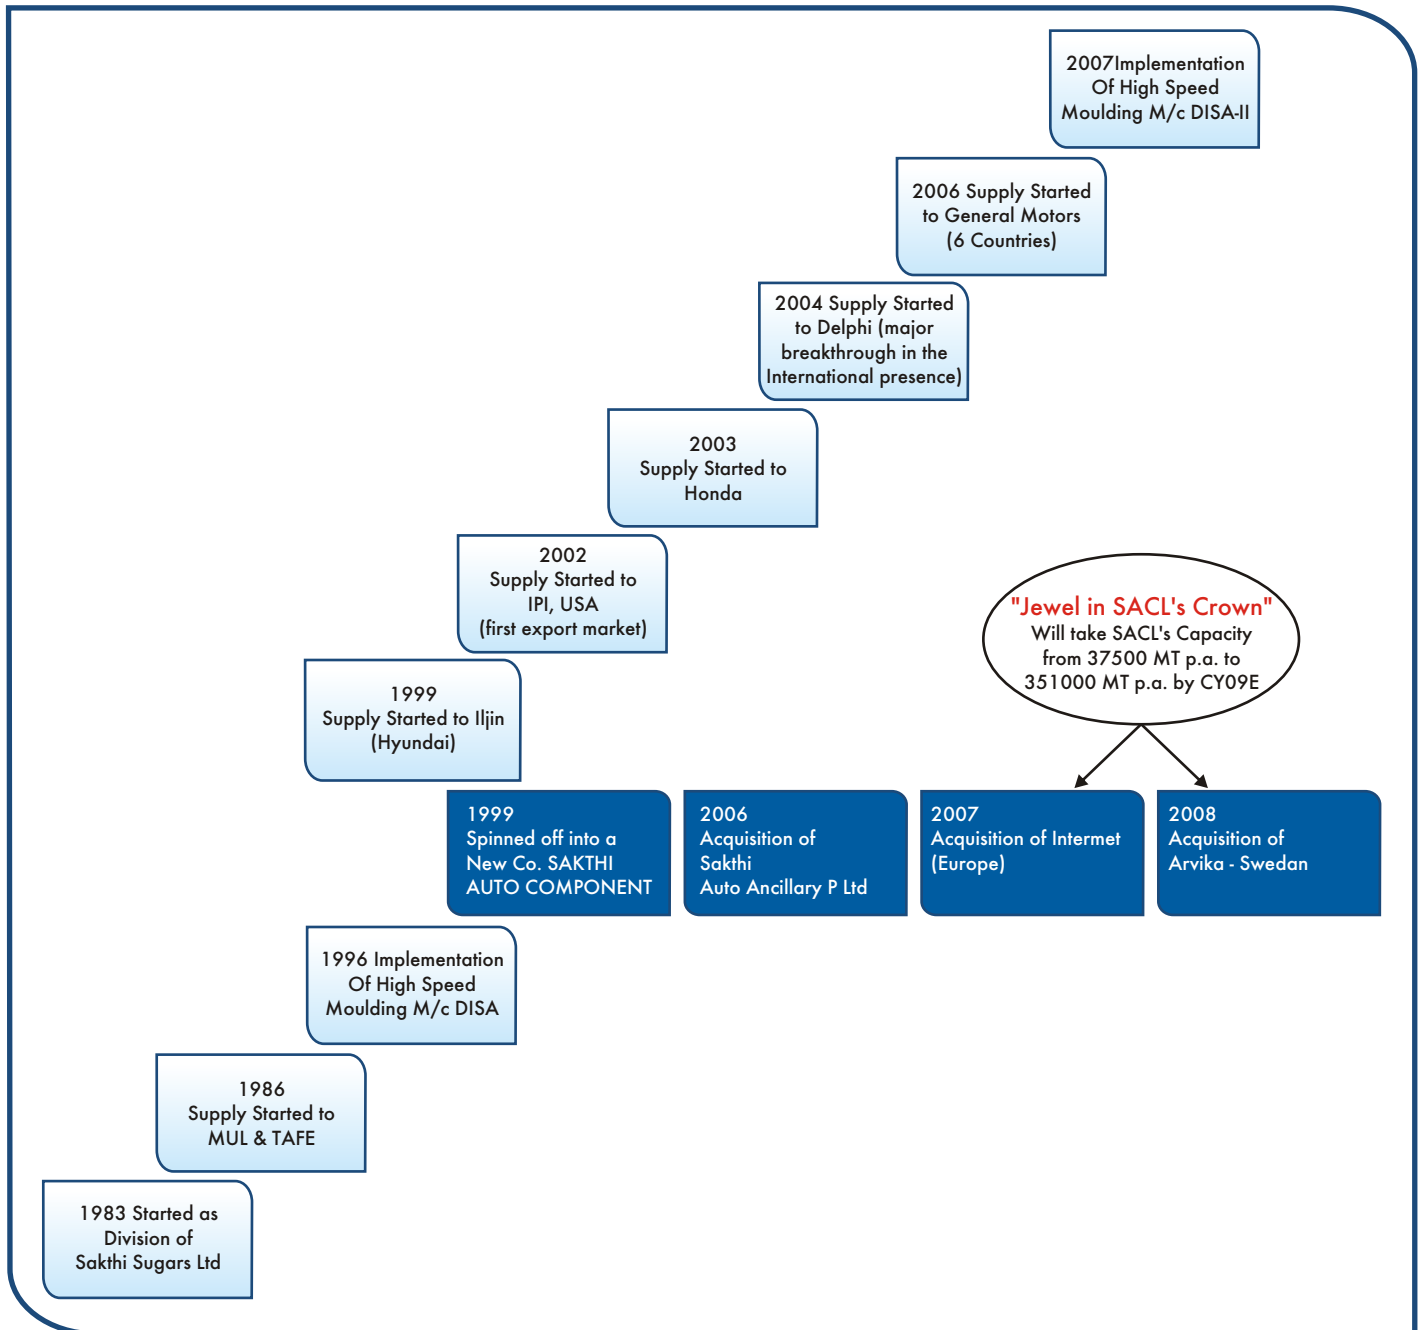 2007Implementation
Of High Speed
Moulding M/c DISA-II
2006 Supply Started
to General Motors
(6 Countries)
2004 Supply Started
to Delphi (major
breakthrough in the
International presence)
2003
Supply Started to
Honda
2002
Supply Started to
IPI, USA
(first export market)
"Jewel in SACL's Crown"
Will take SACL's Capacity
from 37500 MT p.a. to
351000 MT p.a. by CY09E
1999
Supply Started to Iljin
(Hyundai)
1999
Spinned off into a
New Co. SAKTHI
AUTO COMPONENT
2006
Acquisition of
Sakthi
Auto Ancillary P Ltd
2007
Acquisition of Internet
(Europe)
2008
Acquisition of
Arvika - Swedan
1996 Implementation
Of High Speed
Moulding M/c DISA
1986
Supply Started to
MUL & TAFE
1983 Started as
Division of
Sakthi Sugars Ltd